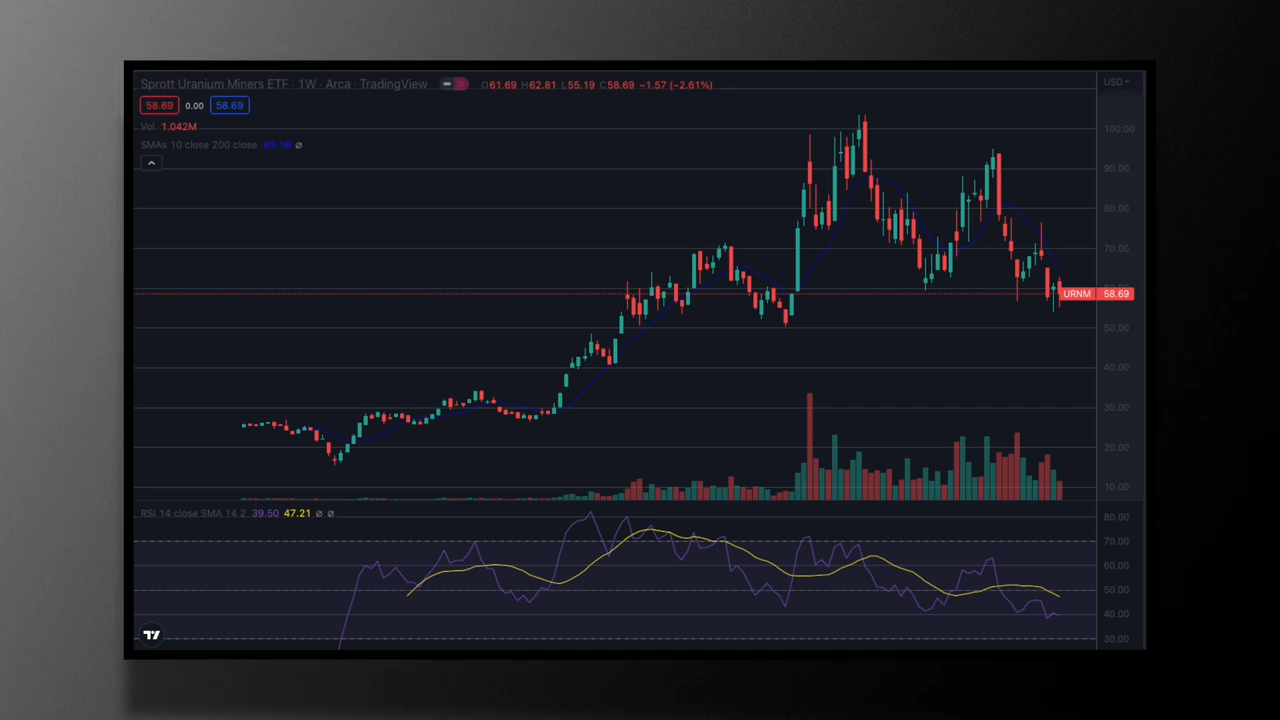 Sprott Uranium Miners ETF · 1W · Arca · TradingView O61.69 H62.81 L55.19 C58.69 −1.57 (−2.61%) USD
58.69 0.00 58.69
Vol 1.042M
SMAs 10 close 200 close ∅
100.00
90.00
80.00
70.00
URNM 58.69
50.00
40.00
30.00
20.00
10.00
RSI 14 close SMA 14 2 39.50 47.21 ∅ ∅
80.00
70.00
60.00
50.00
40.00
30.00